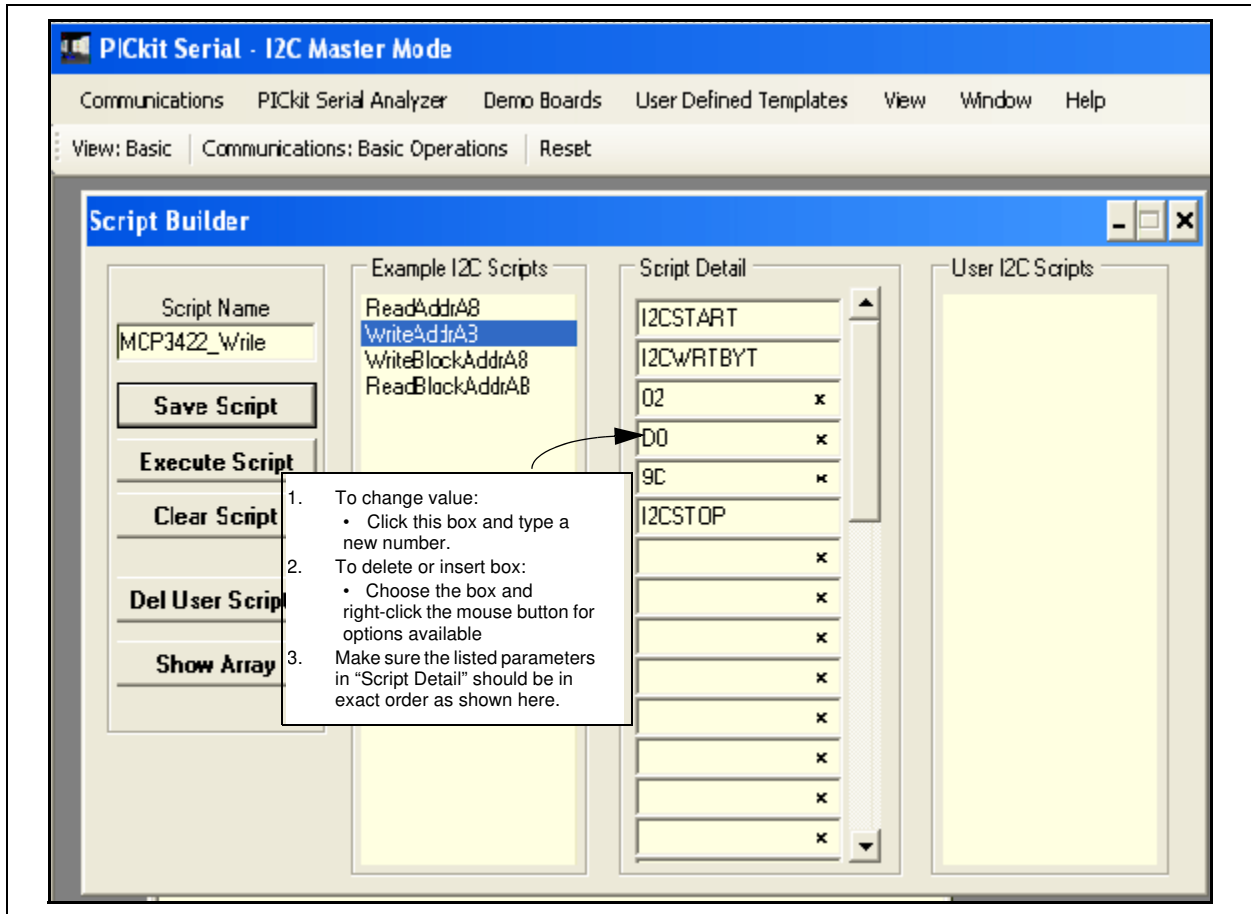 PICkit Serial - I2C Master Mode
Communications PICkit Serial Analyzer Demo Boards User Defined Templates View Window Help
View: Basic Communications: Basic Operations Reset
Script Builder
Script Name
MCP3422_Write
Save Script
Execute Script
Clear Script
Del User Script
Show Array
Example I2C Scripts
ReadAddrA8
WriteAddrA8
WriteBlockAddrA8
ReadBlockAddrA8
1. To change value:
• Click this box and type a
new number.
2. To delete or insert box:
• Choose the box and
right-click the mouse button for
options available
3. Make sure the listed parameters
in “Script Detail” should be in
exact order as shown here.
Script Detail
I2CSTART
I2CWRTBYT
02 x
D0 x
9C x
I2CSTOP
x
x
x
x
x
x
x
x
User I2C Scripts